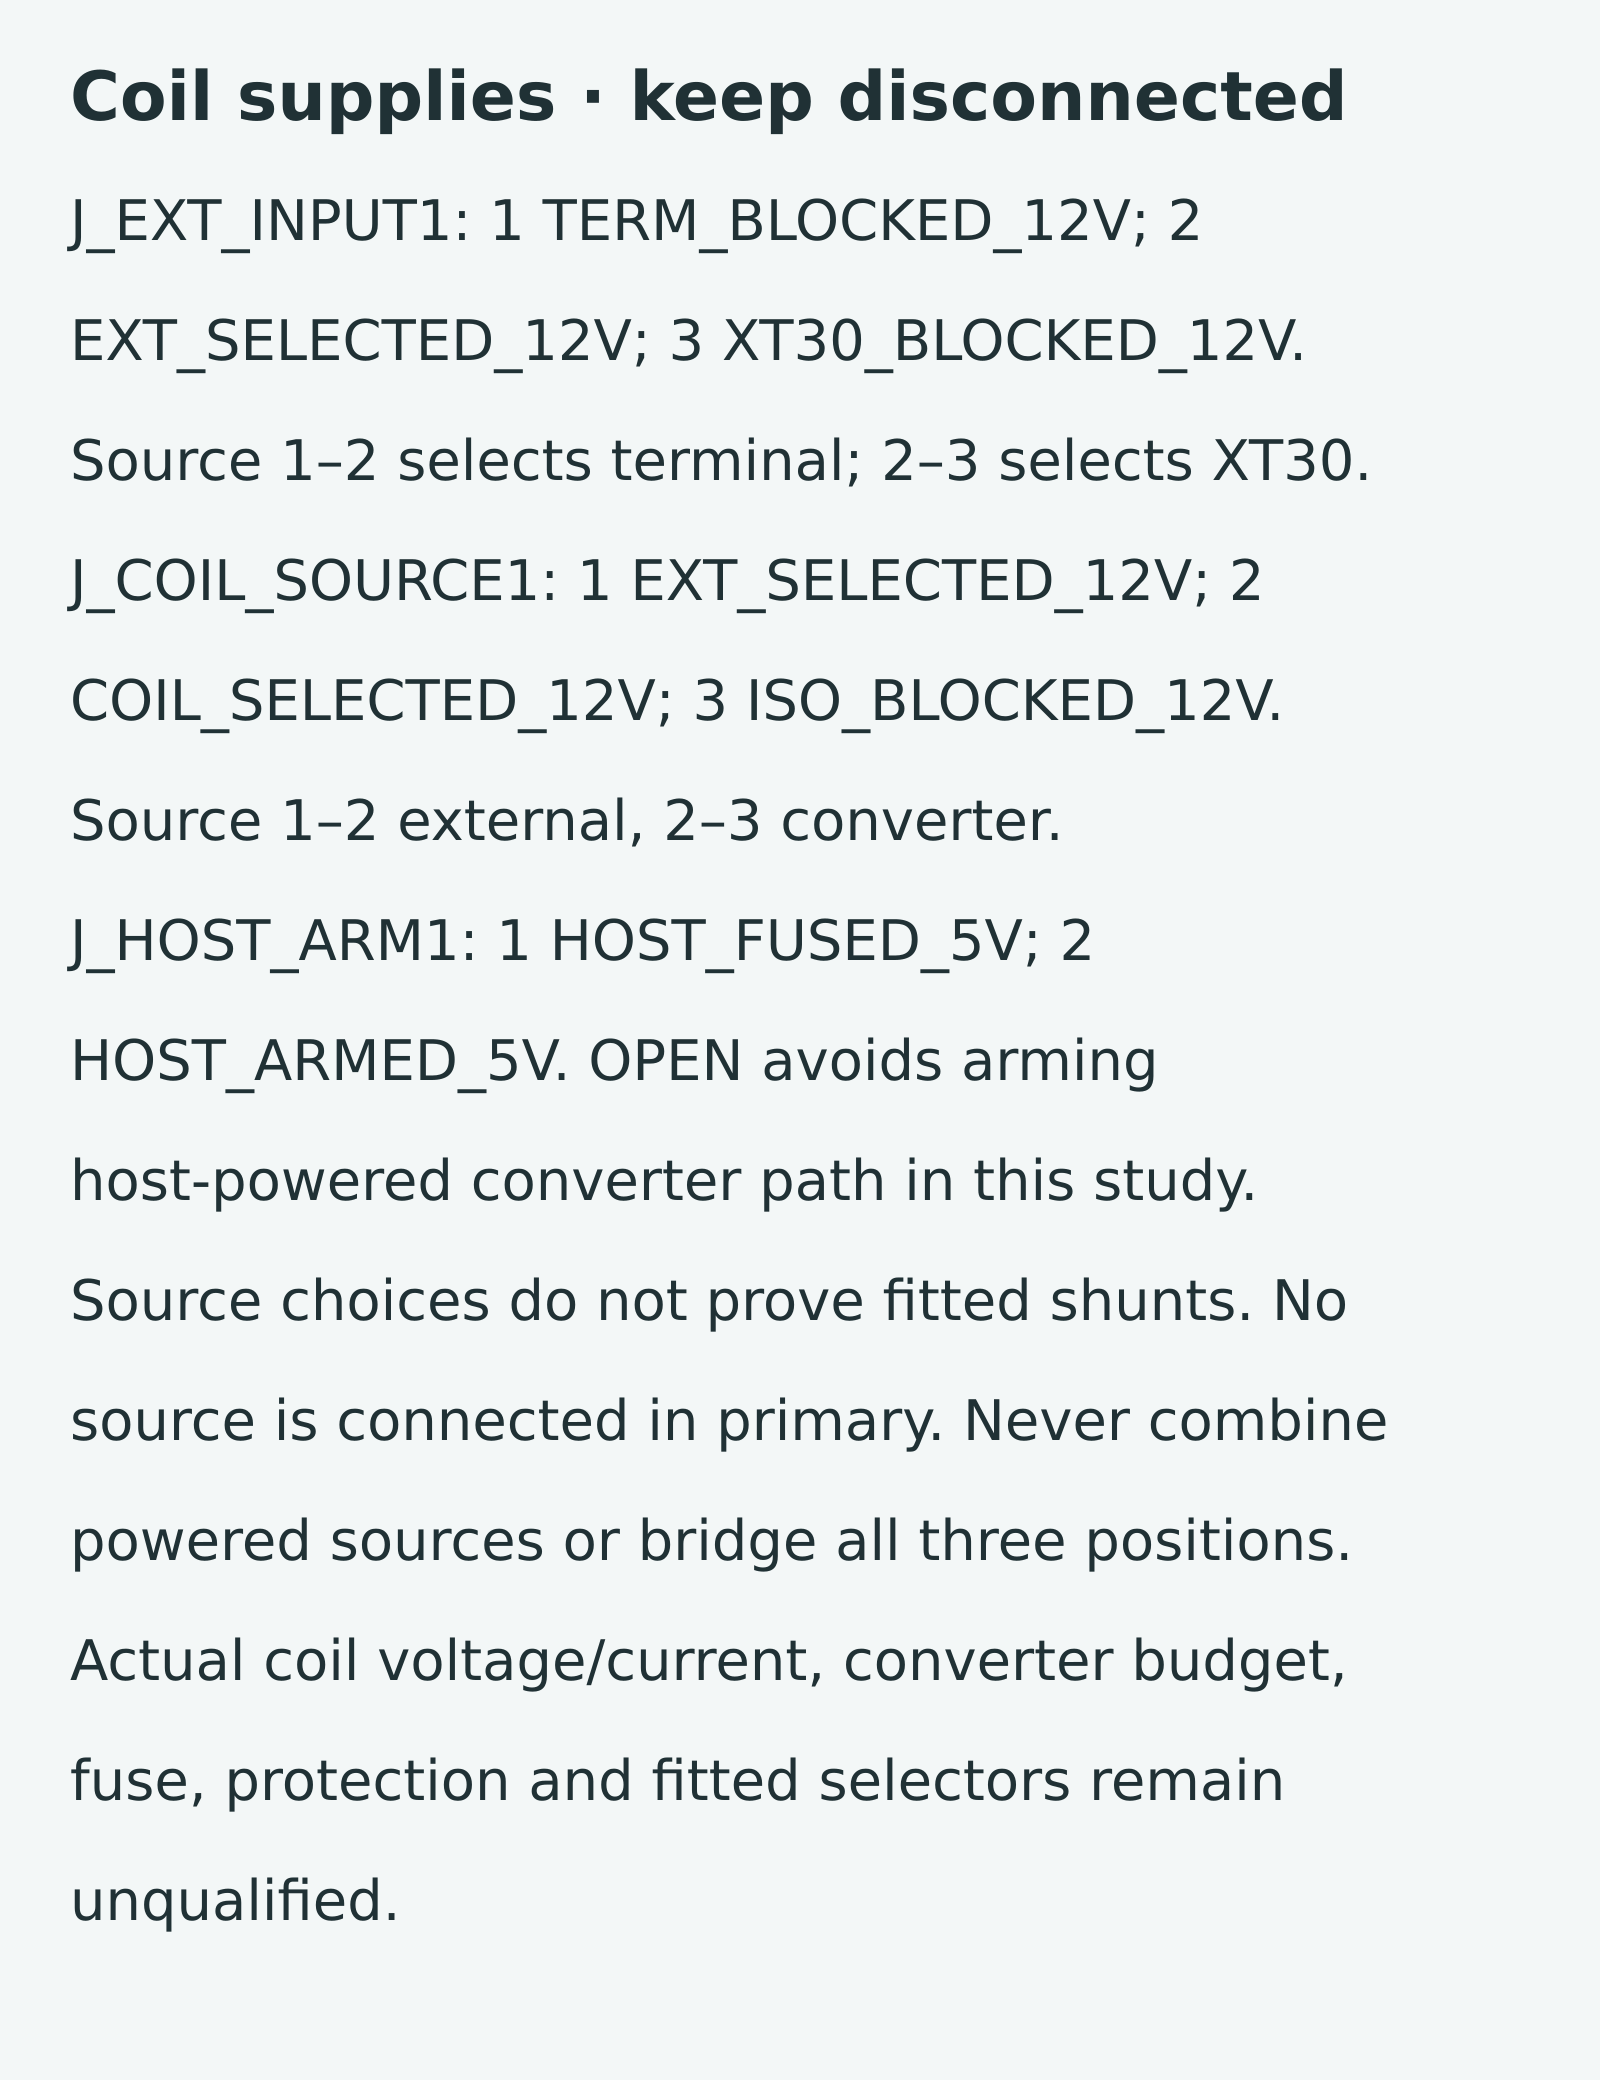 Coil supplies · keep disconnected
J_EXT_INPUT1: 1 TERM_BLOCKED_12V; 2
EXT_SELECTED_12V; 3 XT30_BLOCKED_12V.
Source 1–2 selects terminal; 2–3 selects XT30.
J_COIL_SOURCE1: 1 EXT_SELECTED_12V; 2
COIL_SELECTED_12V; 3 ISO_BLOCKED_12V.
Source 1–2 external, 2–3 converter.
J_HOST_ARM1: 1 HOST_FUSED_5V; 2
HOST_ARMED_5V. OPEN avoids arming
host-powered converter path in this study.
Source choices do not prove fitted shunts. No
source is connected in primary. Never combine
powered sources or bridge all three positions.
Actual coil voltage/current, converter budget,
fuse, protection and fitted selectors remain
unqualified.